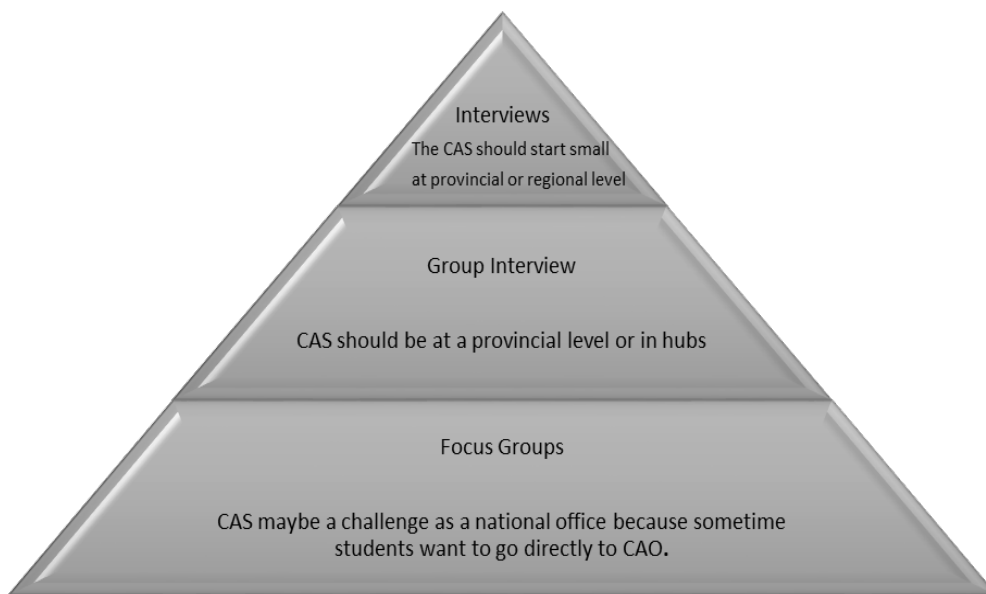 Interviews
The CAS should start small
at provincial or regional level
Group Interview
CAS should be at a provincial level or in hubs
Focus Groups
CAS maybe a challenge as a national office because sometime
students want to go directly to CAO.